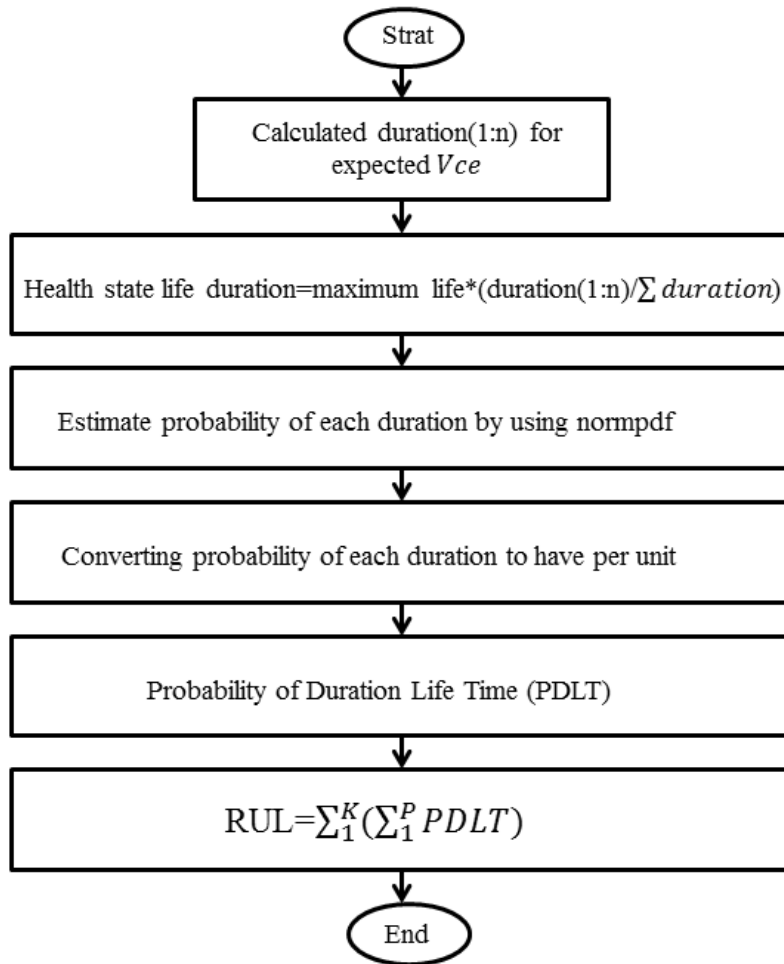 Strat
Calculated duration(1:n) for
expected Vce
Health state life duration=maximum life*(duration(1:n)/∑ duration)
Estimate probability of each duration by using normpdf
Converting probability of each duration to have per unit
Probability of Duration Life Time (PDLT)
RUL=∑₁ᴷ(∑₁ᴾ PDLT)
End